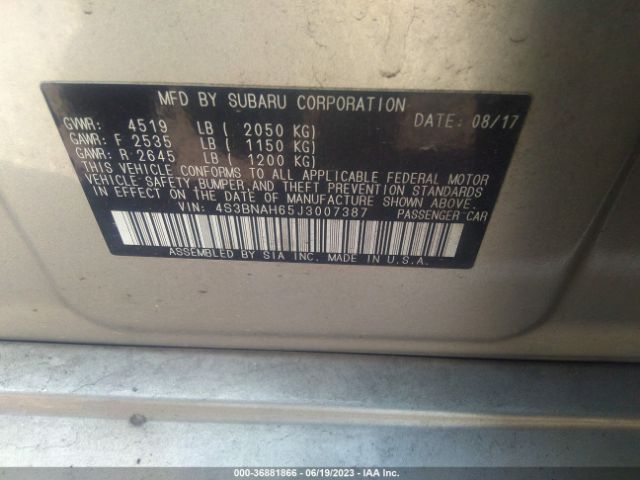 MFD BY SUBARU CORPORATION
DATE: 08/17
GVWR: 4519 LB ( 2050 KG)
GAWR: F 2535 LB ( 1150 KG)
GAWR: R 2645 LB ( 1200 KG)
THIS VEHICLE CONFORMS TO ALL APPLICABLE FEDERAL MOTOR
VEHICLE SAFETY, BUMPER, AND THEFT PREVENTION STANDARDS
IN EFFECT ON THE DATE OF MANUFACTURE SHOWN ABOVE.
VIN: 4S3BNAH65J3007387 PASSENGER CAR
ASSEMBLED BY SIA INC. MADE IN U.S.A.
000-36881866 - 06/19/2023 - IAA Inc.